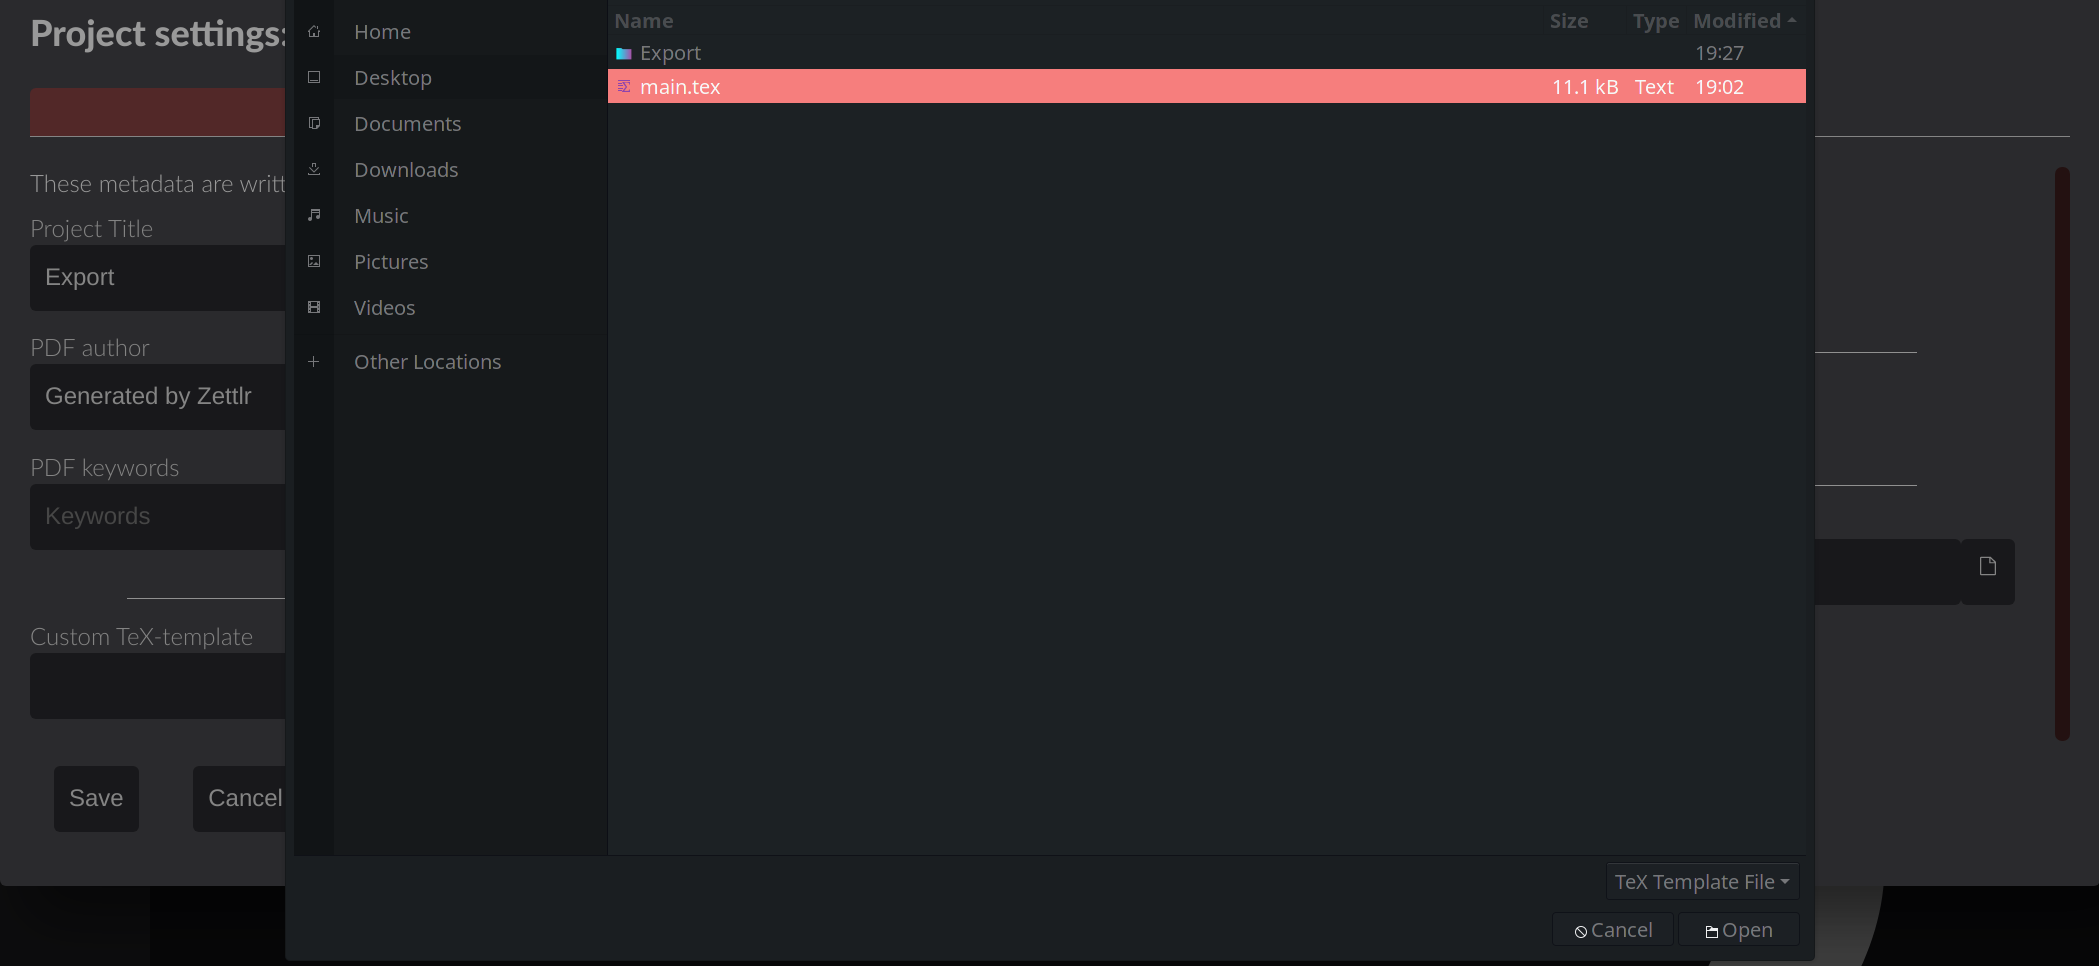 Project settings:
These metadata are writt
Project Title
Export
PDF author
Generated by Zettlr
PDF keywords
Keywords
Custom TeX-template
Save Cancel
Home
Desktop
Documents
Downloads
Music
Pictures
Videos
Other Locations
Name Size Type Modified
Export 19:27
main.tex 11.1 kB Text 19:02
TeX Template File
Cancel Open